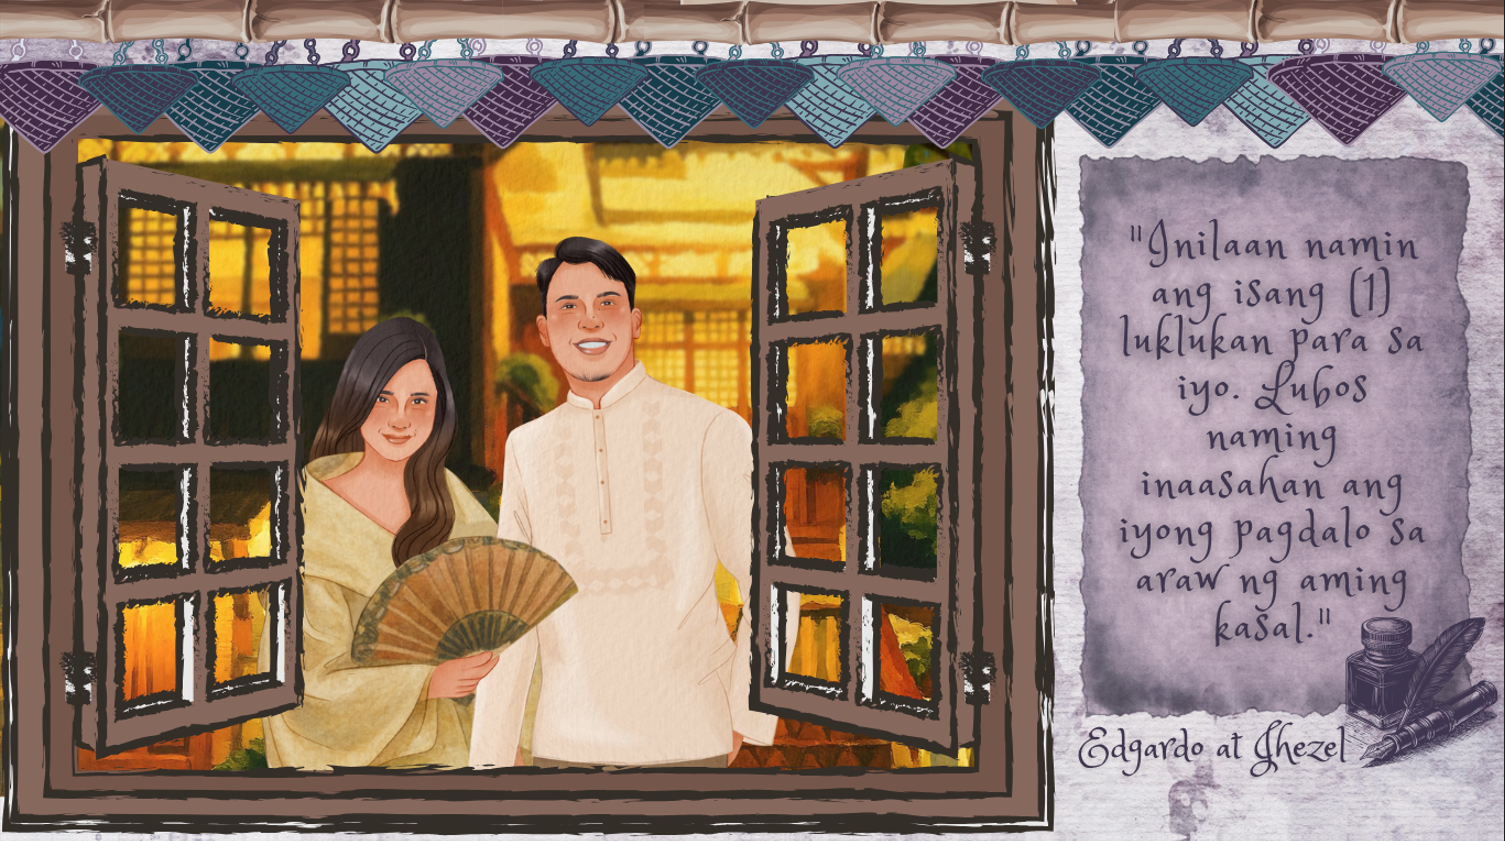 "Inilaan namin
ang isang (1)
luklukan para sa
iyo. Lubos
naming
inaasahan ang
iyong pagdalo sa
araw ng aming
kasal."
Edgardo at Ghezel